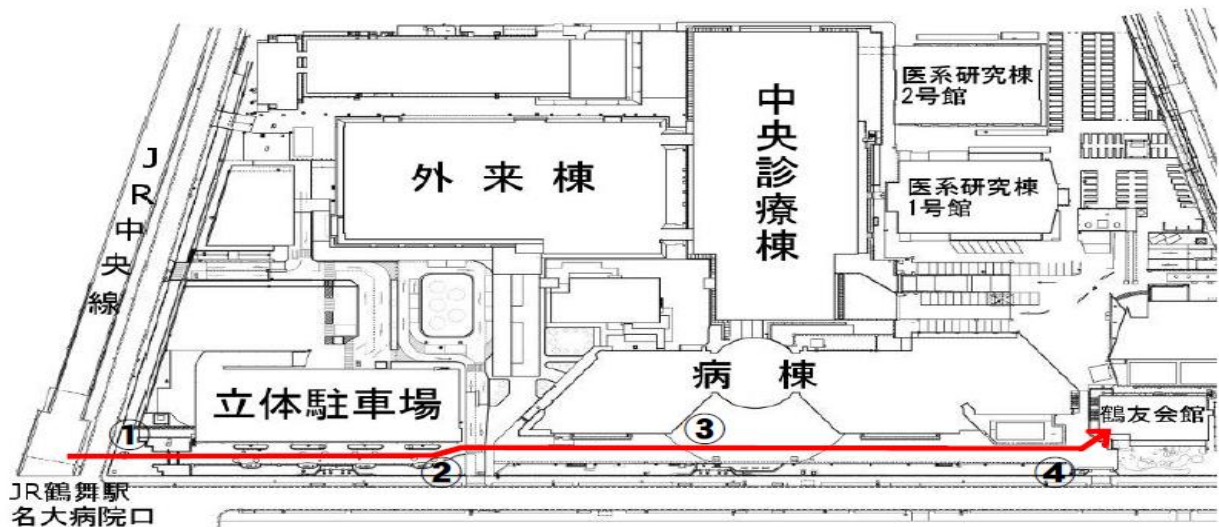 医系研究棟
2号館
中央診療棟
外来棟
医系研究棟
1号館
JR中央線
病棟
立体駐車場
鶴友会館
①
③
②
④
JR鶴舞駅
名大病院口